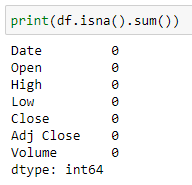 print(df.isna().sum())
Date 0
Open 0
High 0
Low 0
Close 0
Adj Close 0
Volume 0
dtype: int64